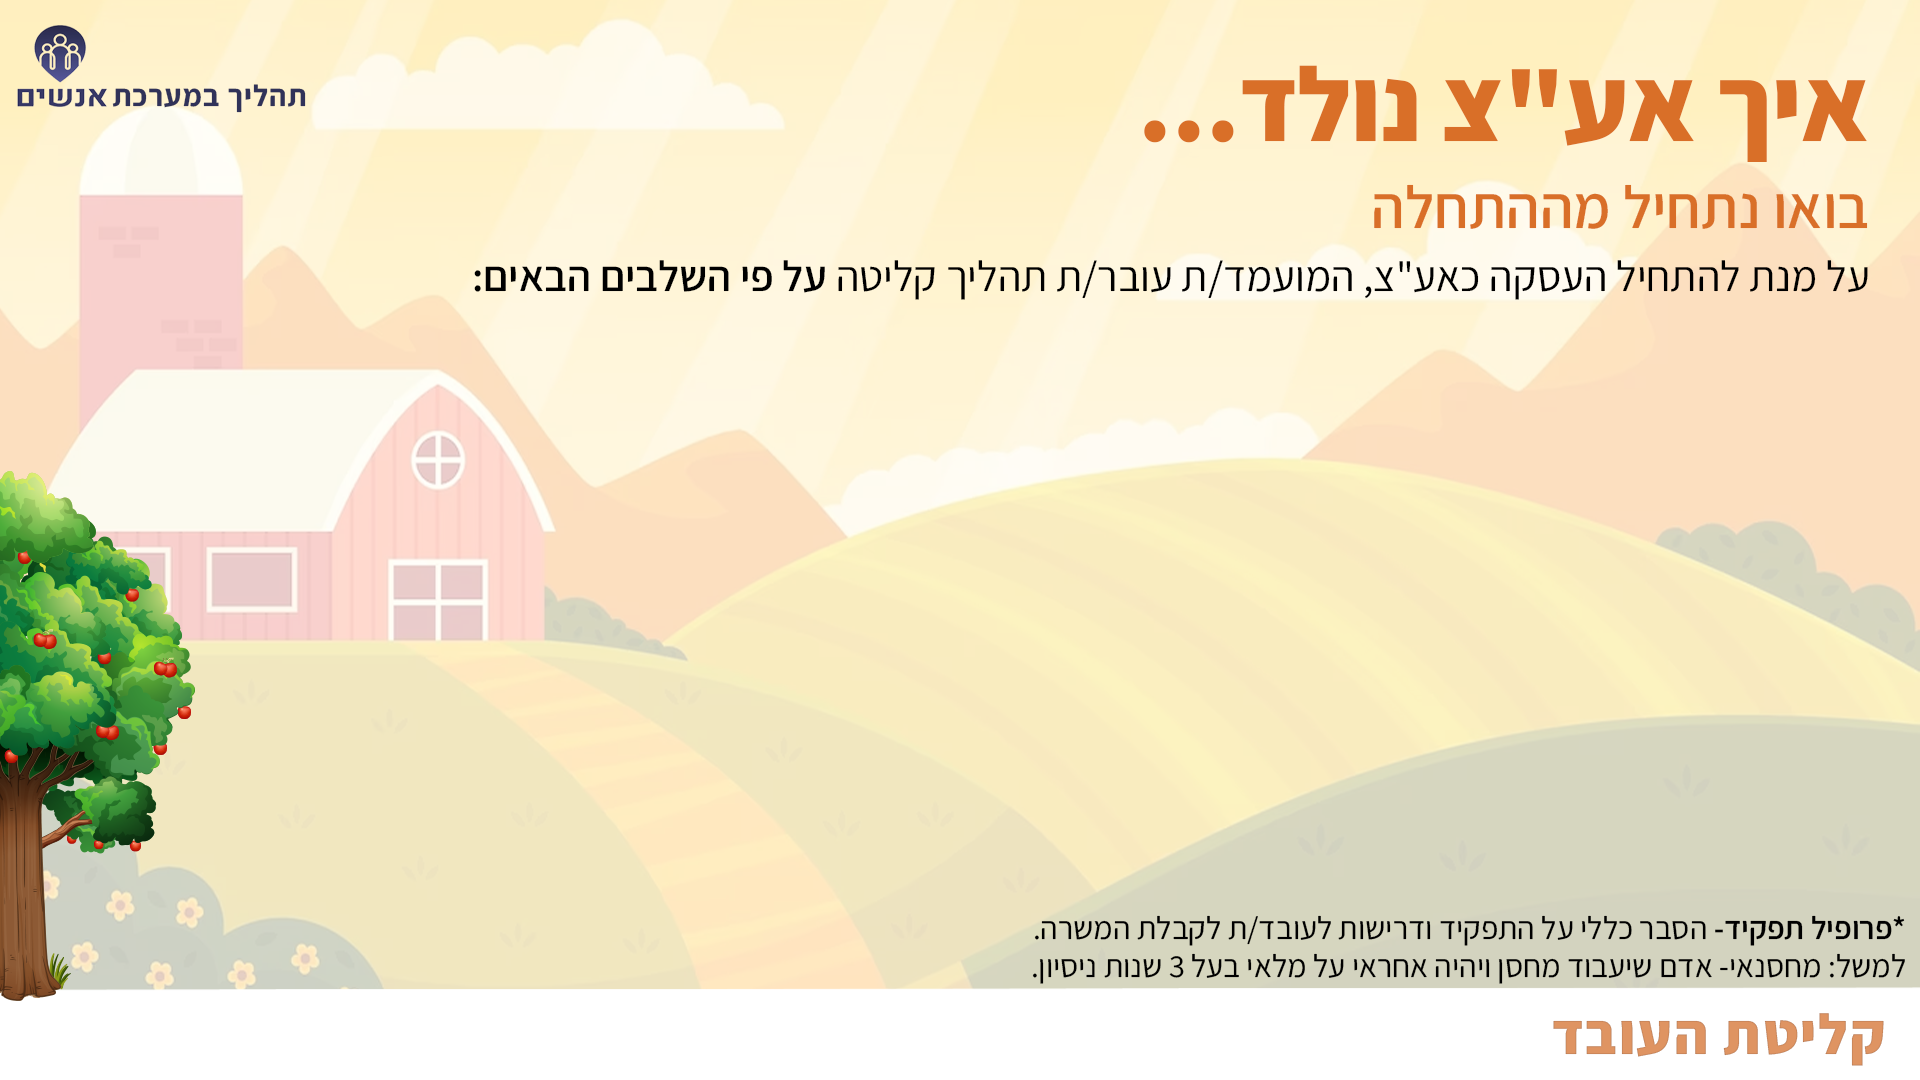 תהליך במערכת אנשים
איך אע"צ נולד...
בואו נתחיל מההתחלה
על מנת להתחיל העסקה כאע"צ, המועמד/ת עובר/ת תהליך קליטה על פי השלבים הבאים:
*פרופיל תפקיד- הסבר כללי על התפקיד ודרישות לעובד/ת לקבלת המשרה.
למשל: מחסנאי- אדם שיעבוד מחסן ויהיה אחראי על מלאי בעל 3 שנות ניסיון.
קליטת העובד